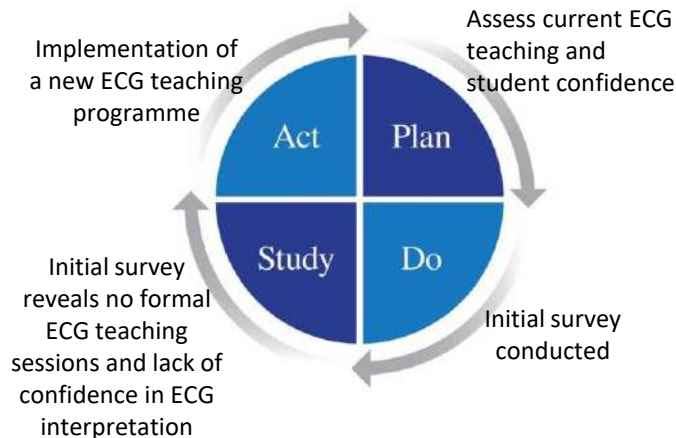 Implementation of
a new ECG teaching
programme
Assess current ECG
teaching and
student confidence
Act
Plan
Study
Do
Initial survey
reveals no formal
ECG teaching
sessions and lack of
confidence in ECG
interpretation
Initial survey
conducted